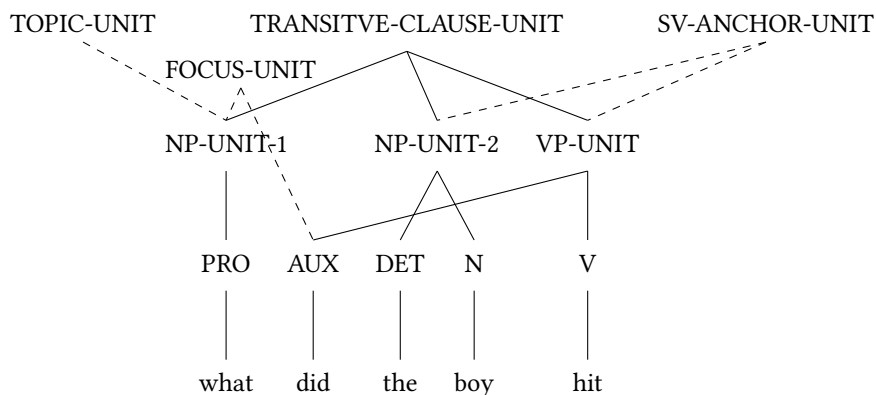 TOPIC-UNIT TRANSITVE-CLAUSE-UNIT SV-ANCHOR-UNIT
FOCUS-UNIT
NP-UNIT-1 NP-UNIT-2 VP-UNIT
PRO AUX DET N V
what did the boy hit